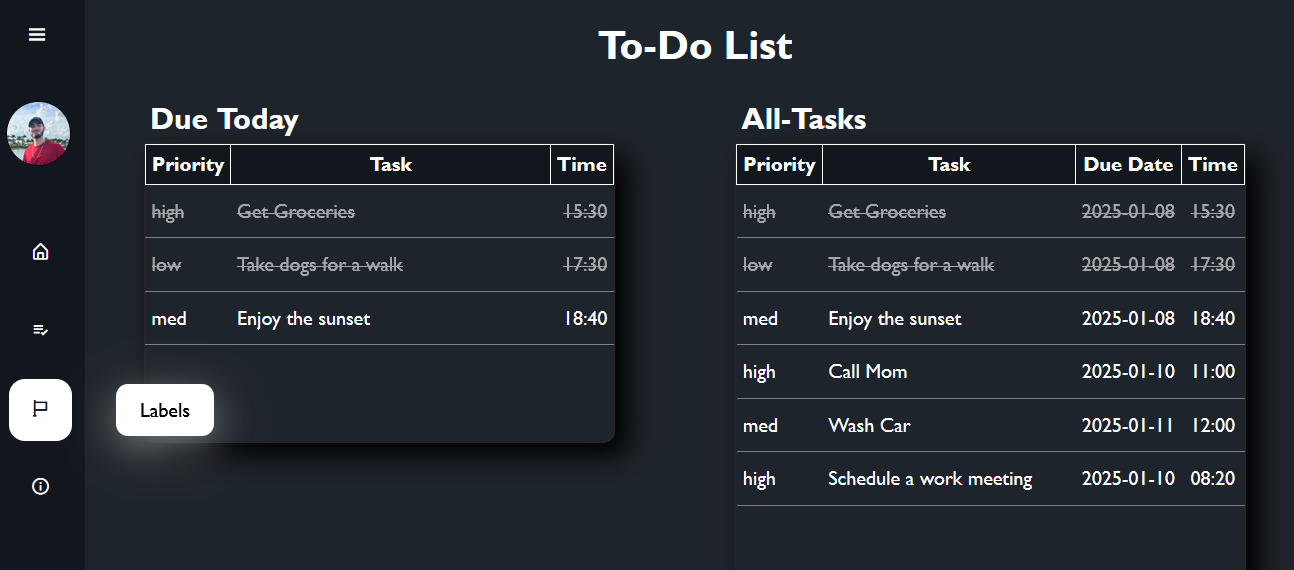 To-Do List
Due Today
Priority Task Time
high Get Groceries 15:30
low Take dogs for a walk 17:30
med Enjoy the sunset 18:40
Labels
All-Tasks
Priority Task Due Date Time
high Get Groceries 2025-01-08 15:30
low Take dogs for a walk 2025-01-08 17:30
med Enjoy the sunset 2025-01-08 18:40
high Call Mom 2025-01-10 11:00
med Wash Car 2025-01-11 12:00
high Schedule a work meeting 2025-01-10 08:20